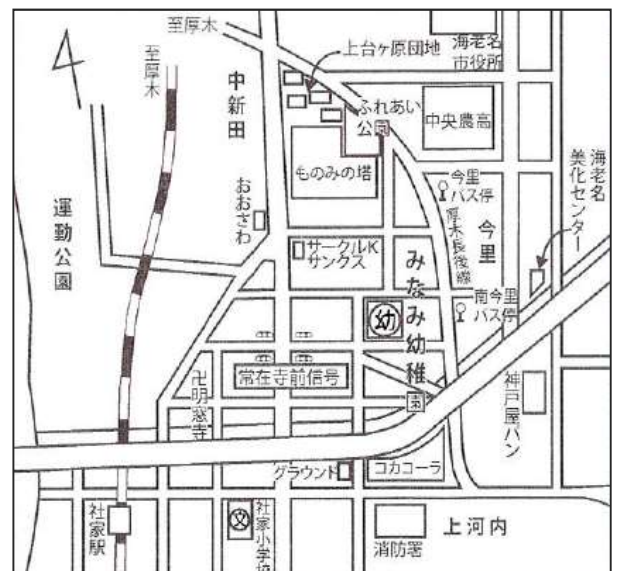 至厚木
上台ヶ原団地
海老名
市役所
至厚木
中新田
ふれあい
公園
中央農高
ものみの塔
今里
バス停
海老名
美化センター
おおさわ
運動公園
厚木長後線
今里
サークルK
サンクス
みなみ幼稚園
幼
南今里
バス停
常在寺前信号
卍明窓寺
神戸屋パン
グラウンド
コカコーラ
社家駅
文
社家小学校
消防署
上河内